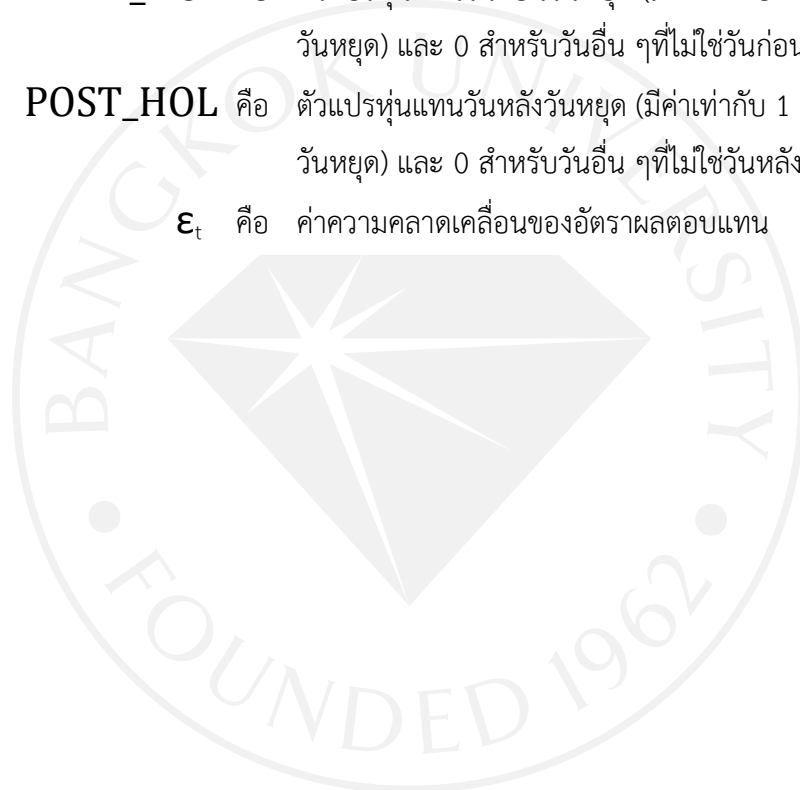 วันหยุด) และ 0 สำหรับวันอื่น ๆที่ไม่ใช่วันก่อน
POST_HOL คือ ตัวแปรหุ่นแทนวันหลังวันหยุด (มีค่าเท่ากับ 1
วันหยุด) และ 0 สำหรับวันอื่น ๆที่ไม่ใช่วันหลัง
εt คือ ค่าความคลาดเคลื่อนของอัตราผลตอบแทน
BANGKOK UNIVERSITY
FOUNDED 1962